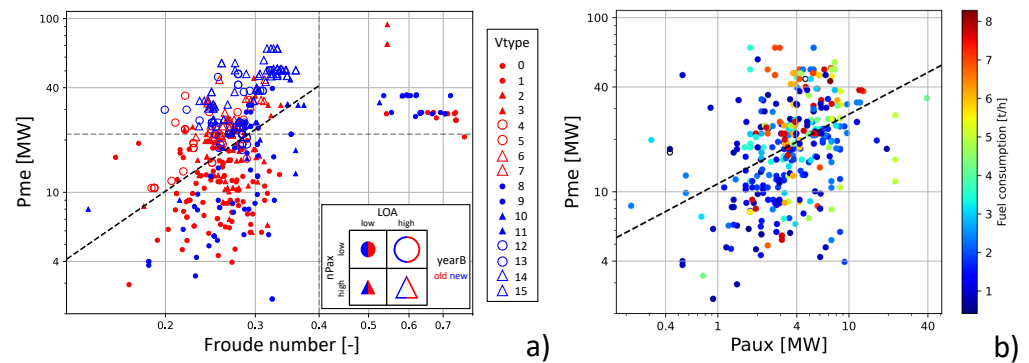 100
40
10
4
Pme [MW]
0.2
0.3
0.4
0.5
0.6
0.7
Froude number [-]
LOA
low
high
nPax
low
high
yearB
old new
a)
Vtype
0
1
2
3
4
5
6
7
8
9
10
11
12
13
14
15
100
40
10
4
Pme [MW]
0.4
1
4
10
40
Paux [MW]
8
7
6
5
4
3
2
1
Fuel consumption [t/h]
b)